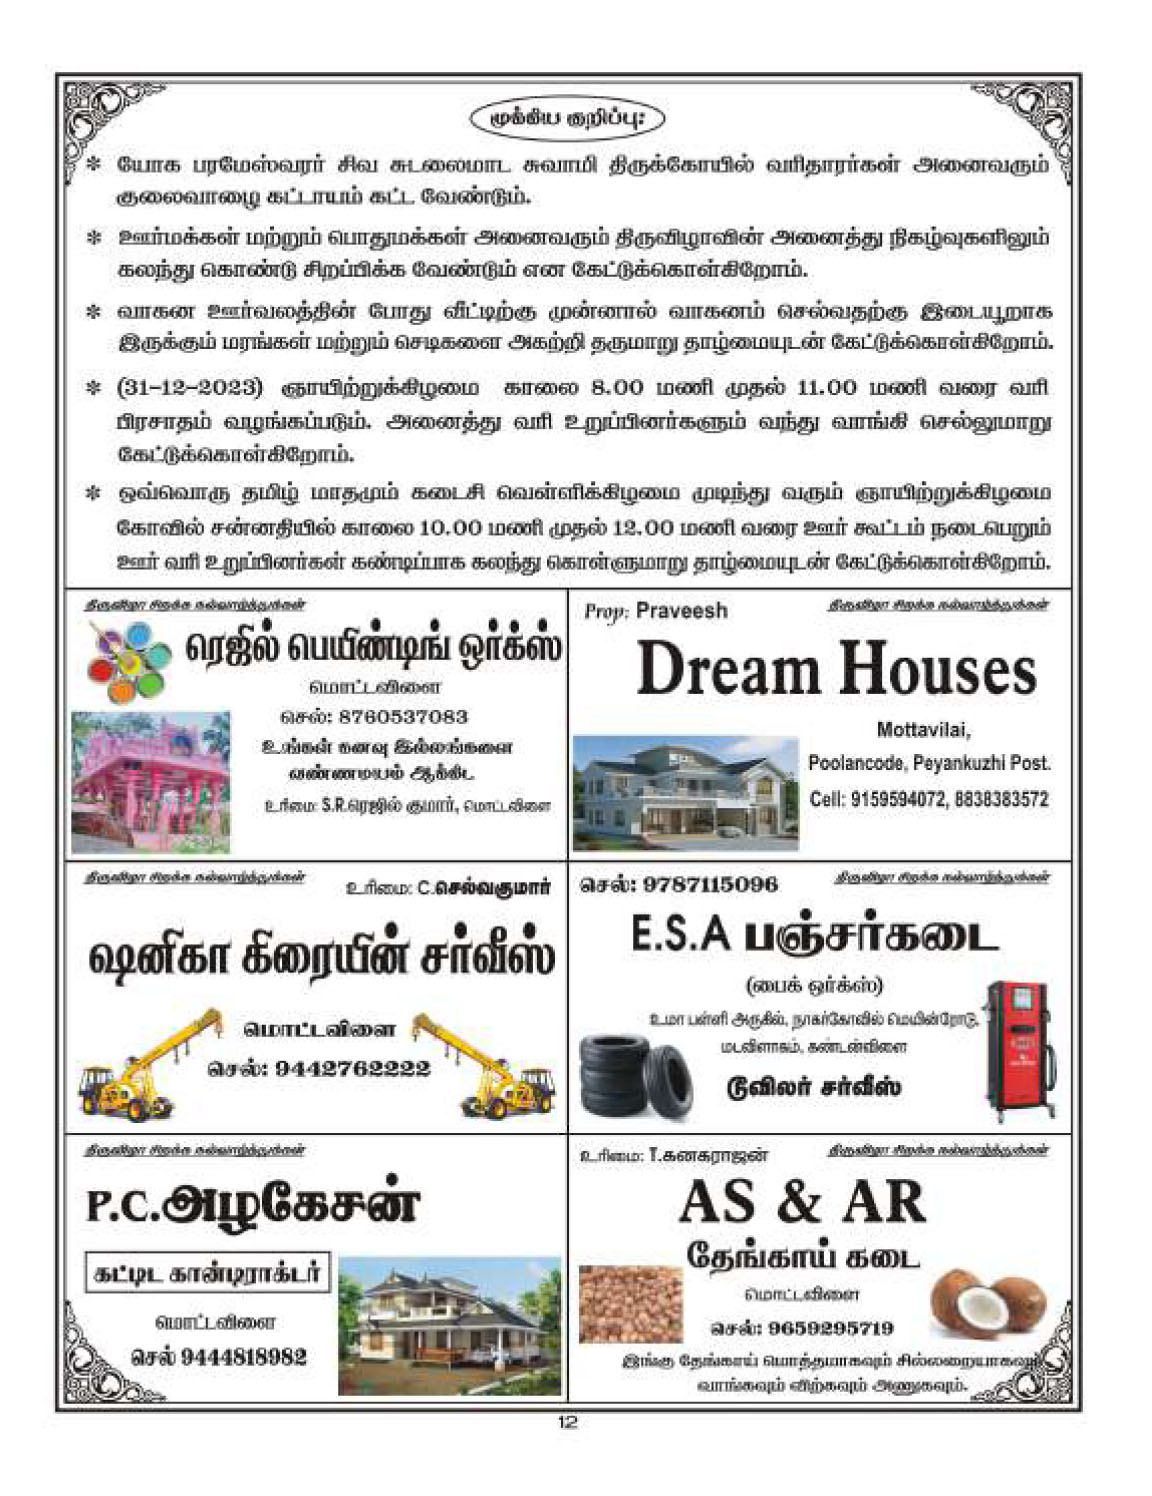 முக்கிய குறிப்பு:
* யோக பரமேஸ்வரர் சிவ சுடலைமாட சுவாமி திருக்கோயில் வரிதாரர்கள் அனைவரும்
குலைவாழை கட்டாயம் கட்ட வேண்டும்.
* ஊர்மக்கள் மற்றும் பொதுமக்கள் அனைவரும் திருவிழாவின் அனைத்து நிகழ்வுகளிலும்
கலந்து கொண்டு சிறப்பிக்க வேண்டும் என கேட்டுக்கொள்கிறோம்.
* வாகன ஊர்வலத்தின் போது வீட்டிற்கு முன்னால் வாகனம் செல்வதற்கு இடையூறாக
இருக்கும் மரங்கள் மற்றும் செடிகளை அகற்றி தருமாறு தாழ்மையுடன் கேட்டுக்கொள்கிறோம்.
* (31-12-2023) ஞாயிற்றுக்கிழமை காலை 8.00 மணி முதல் 11.00 மணி வரை வரி
பிரசாதம் வழங்கப்படும். அனைத்து வரி உறுப்பினர்களும் வந்து வாங்கி செல்லுமாறு
கேட்டுக்கொள்கிறோம்.
* ஒவ்வொரு தமிழ் மாதமும் கடைசி வெள்ளிக்கிழமை முடிந்து வரும் ஞாயிற்றுக்கிழமை
கோவில் சன்னதியில் காலை 10.00 மணி முதல் 12.00 மணி வரை ஊர் கூட்டம் நடைபெறும்
ஊர் வரி உறுப்பினர்கள் கண்டிப்பாக கலந்து கொள்ளுமாறு தாழ்மையுடன் கேட்டுக்கொள்கிறோம்.
திருவிழா சிறக்க நல்வாழ்த்துக்கள்
ரெஜில் பெயிண்டிங் ஒர்க்ஸ்
மொட்டவிளை
செல்: 8760537083
உங்கள் கனவு இல்லங்களை
வண்ணமயம் ஆக்கிட
உரிமை: S.R.ரெஜில் குமார், மொட்டவிளை
Prop: Praveesh
திருவிழா சிறக்க நல்வாழ்த்துக்கள்
Dream Houses
Mottavilai,
Poolancode, Peyankuzhi Post.
Cell: 9159594072, 8838383572
திருவிழா சிறக்க நல்வாழ்த்துக்கள்
உரிமை: C.செல்வகுமார்
ஷனிகா கிரையின் சர்வீஸ்
மொட்டவிளை
செல்: 9442762222
செல்: 9787115096
திருவிழா சிறக்க நல்வாழ்த்துக்கள்
E.S.A பஞ்சர்கடை
(பைக் ஒர்க்ஸ்)
உமா பள்ளி அருகில், நாகர்கோவில் மெயின்ரோடு,
மடவிளாகம், கண்டன்விளை
டூவிலர் சர்வீஸ்
திருவிழா சிறக்க நல்வாழ்த்துக்கள்
P.C.அழகேசன்
கட்டிட கான்டிராக்டர்
மொட்டவிளை
செல் 9444818982
உரிமை: T.கனகராஜன்
திருவிழா சிறக்க நல்வாழ்த்துக்கள்
AS & AR
தேங்காய் கடை
மொட்டவிளை
செல்: 9659295719
இங்கு தேங்காய் மொத்தமாகவும் சில்லறையாகவும்
வாங்கவும் விற்கவும் அணுகவும்.
12